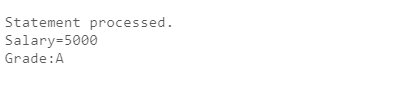 Statement processed.
Salary=5000
Grade:A